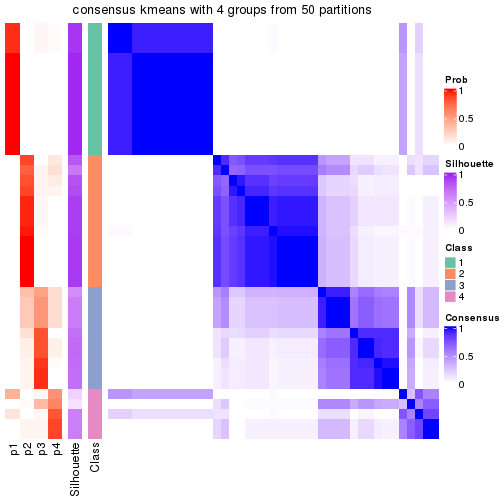 consensus kmeans with 4 groups from 50 partitions
Prob
1
0.5
0
Silhouette
1
0.5
0
Class
1
2
3
4
Consensus
1
0.5
0
p1
p2
p3
p4
Silhouette
Class